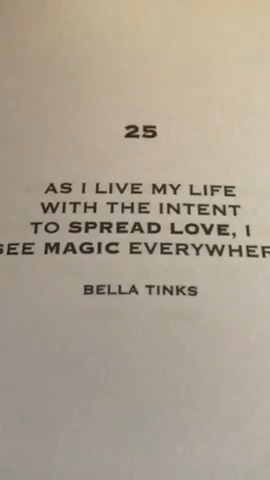 25
AS I LIVE MY LIFE
WITH THE INTENT
TO SPREAD LOVE, I
SEE MAGIC EVERYWHER
BELLA TINKS